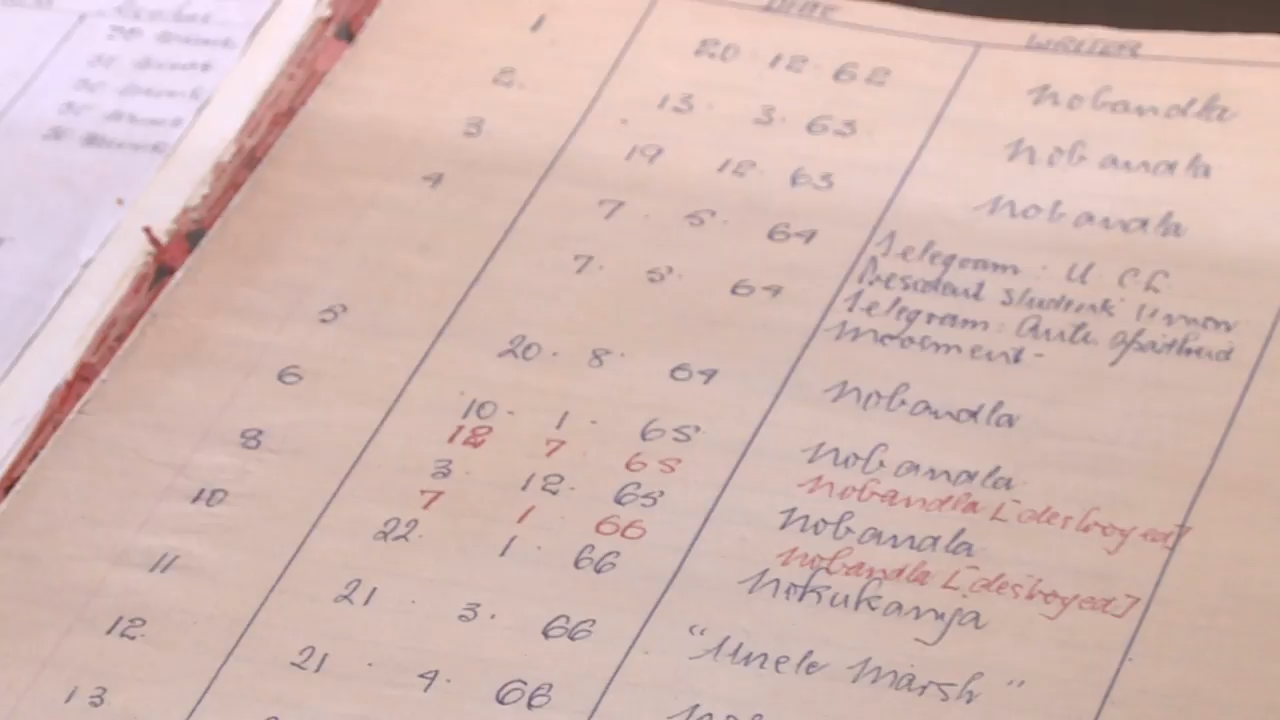 DATE WRITER
1 20 12 62 Nobandla
2. 13. 3. 63 Nobandla
3 19 12 63 Nobandla
4 7. 5. 64 Telegram: U.C.L
President Students' Union
7. 5. 64 Telegram: Anti. apartheid
Movement -
5 20. 8. 64 Nobandla
6 10. 1. 65 Nobandla
12 7 65 Nobandla [destroyed]
8 3. 12. 65 Nobandla
7 1 66 Nobandla [destroyed]
10 22. 1. 66 Nokukanya
11 21. 3. 66 "Uncle Marsh"
12. 21. 4. 66
13